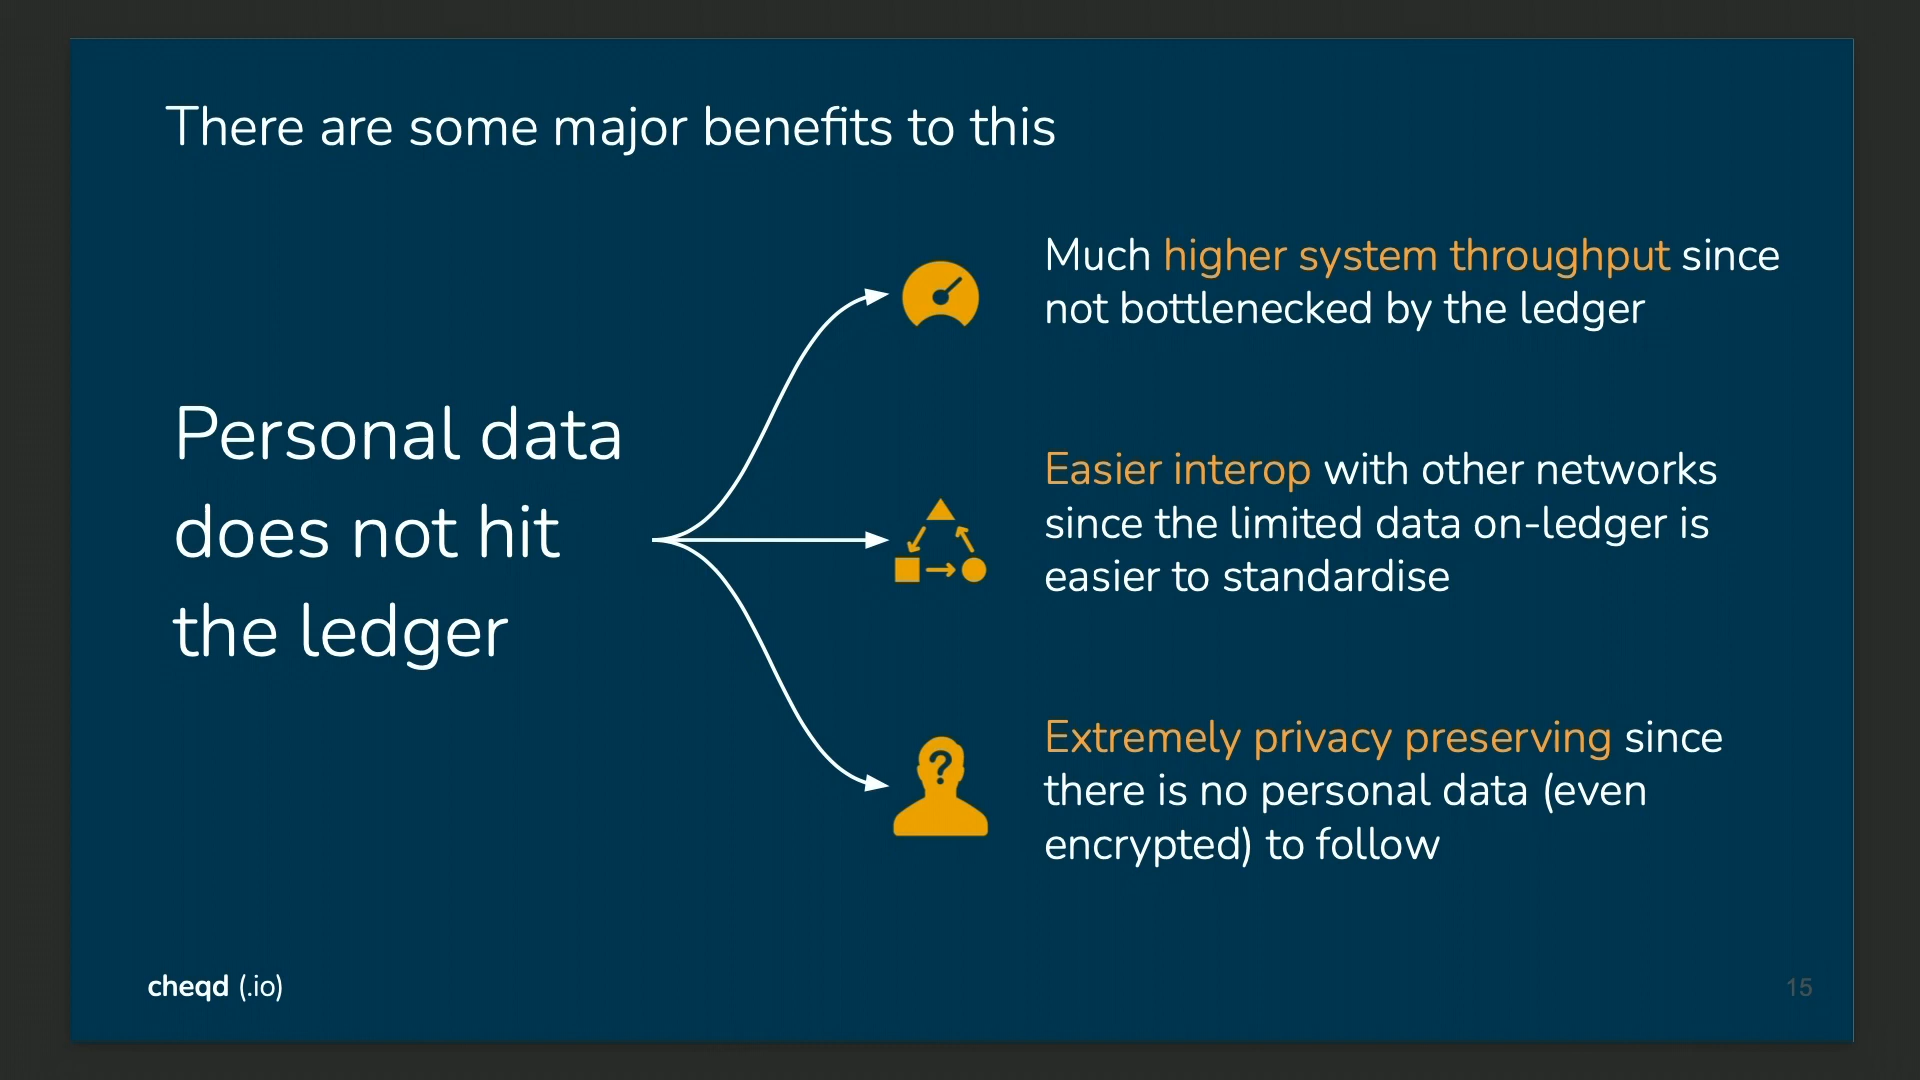 There are some major benefits to this
Personal data
does not hit
the ledger
Much higher system throughput since
not bottlenecked by the ledger
Easier interop with other networks
since the limited data on-ledger is
easier to standardise
?
Extremely privacy preserving since
there is no personal data (even
encrypted) to follow
cheqd (.io)
15